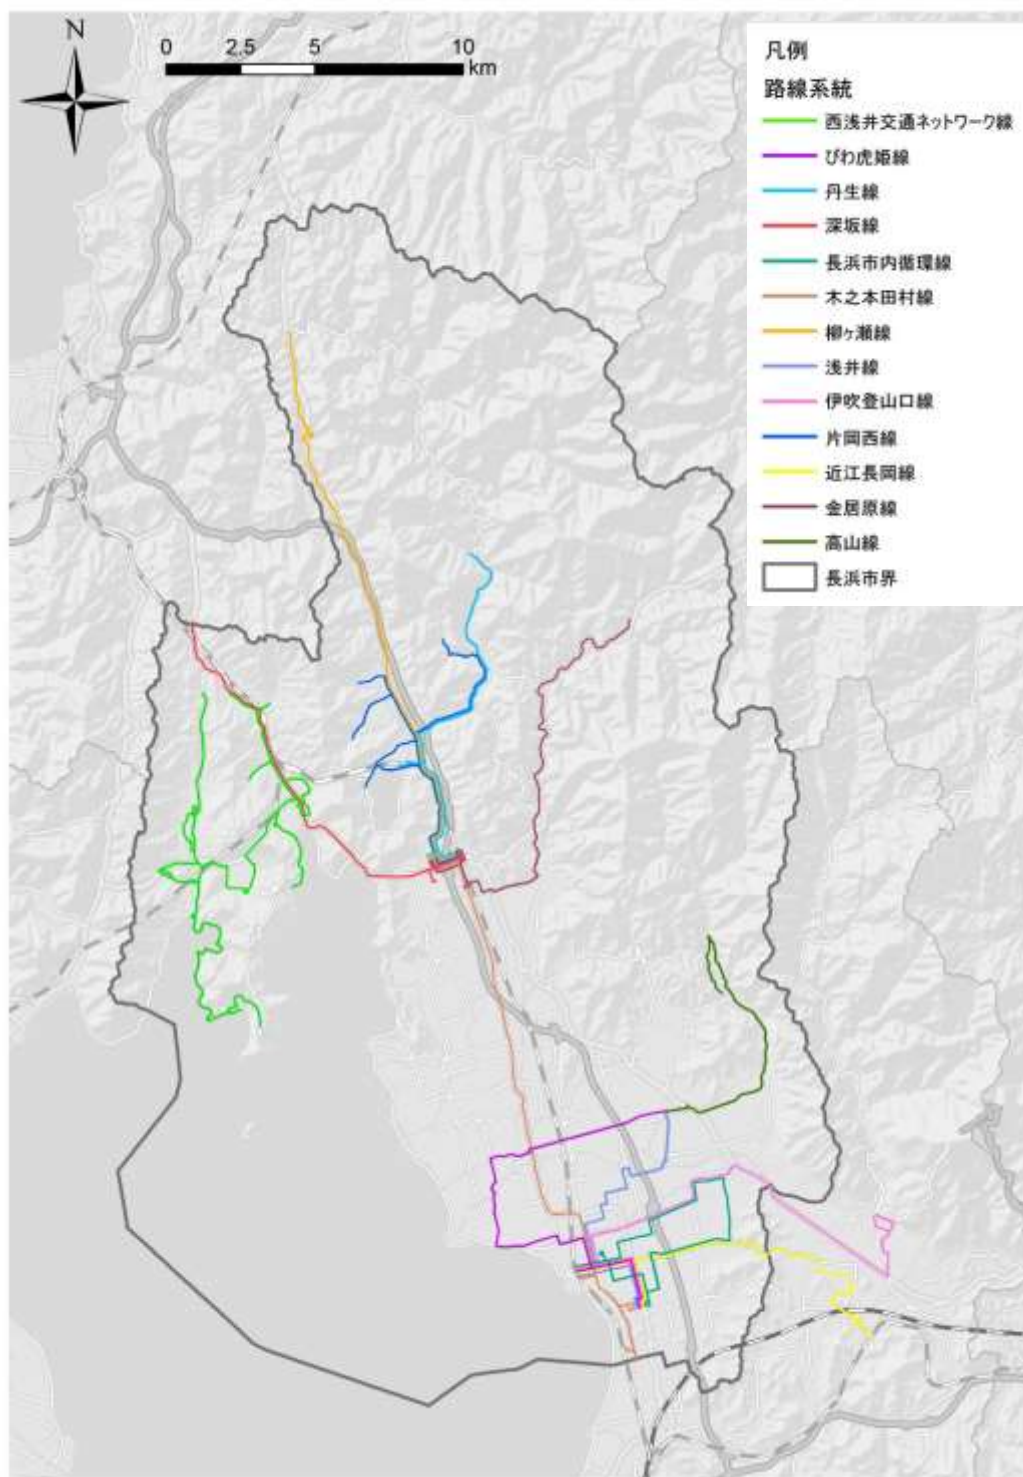 N
0 2.5 5 10
km
凡例
路線系統
西浅井交通ネットワーク線
びわ虎姫線
丹生線
深坂線
長浜市内循環線
木之本田村線
柳ヶ瀬線
浅井線
伊吹登山口線
片岡西線
近江長岡線
金居原線
高山線
長浜市界